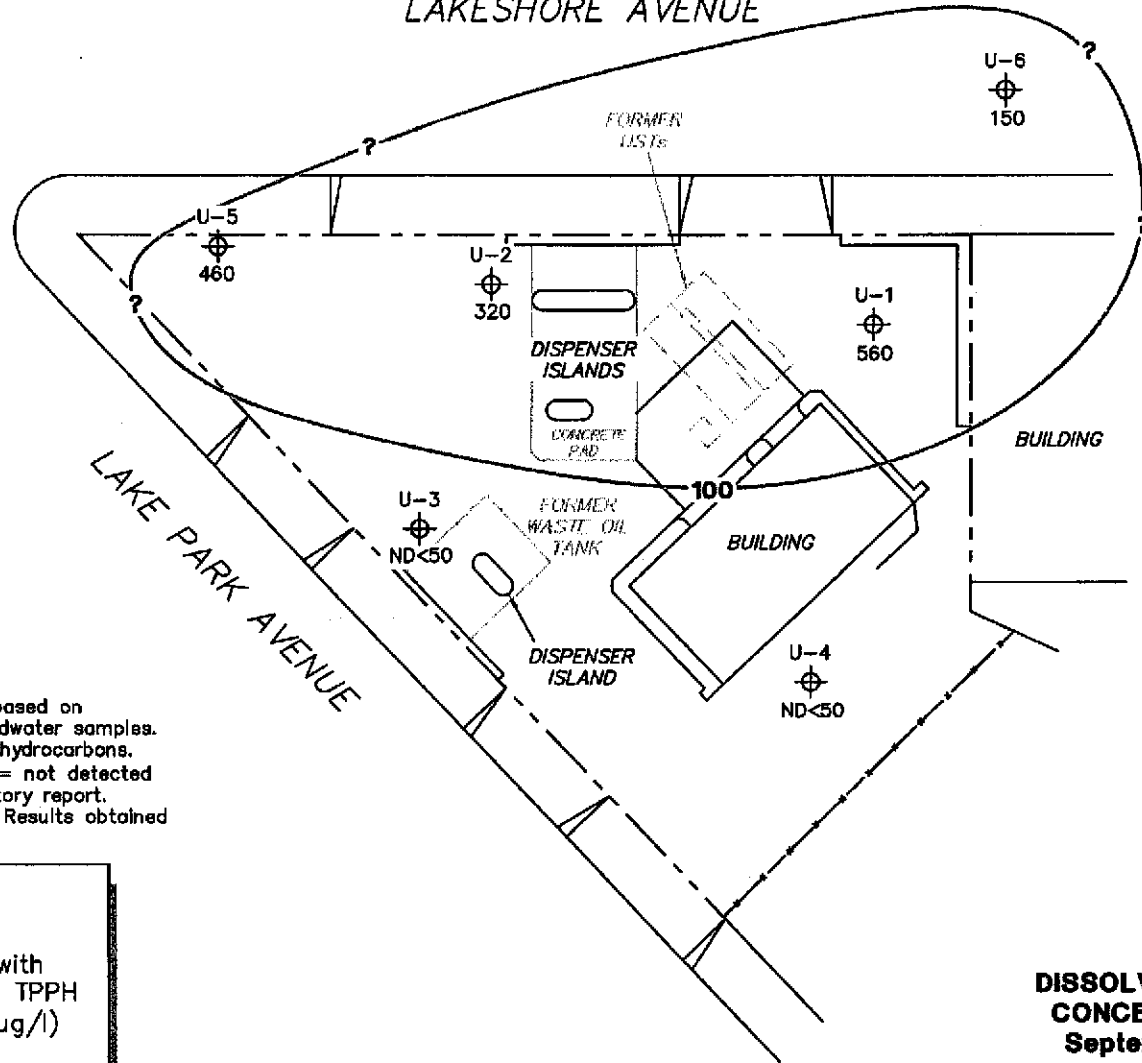 LAKESHORE AVENUE
?
U-6
150
FORMER
USTs
?
U-5
460
U-2
320
U-1
560
?
DISPENSER
ISLANDS
CONCRETE
PAD
BUILDING
100
LAKE PARK AVENUE
U-3
ND<50
FORMER
WASTE OIL
TANK
BUILDING
DISPENSER
ISLAND
U-4
ND<50
based on
dwater samples.
hydrocarbons.
= not detected
tory report.
Results obtained
with
TPPH
ug/l)
DISSOLV
CONCE
Septe